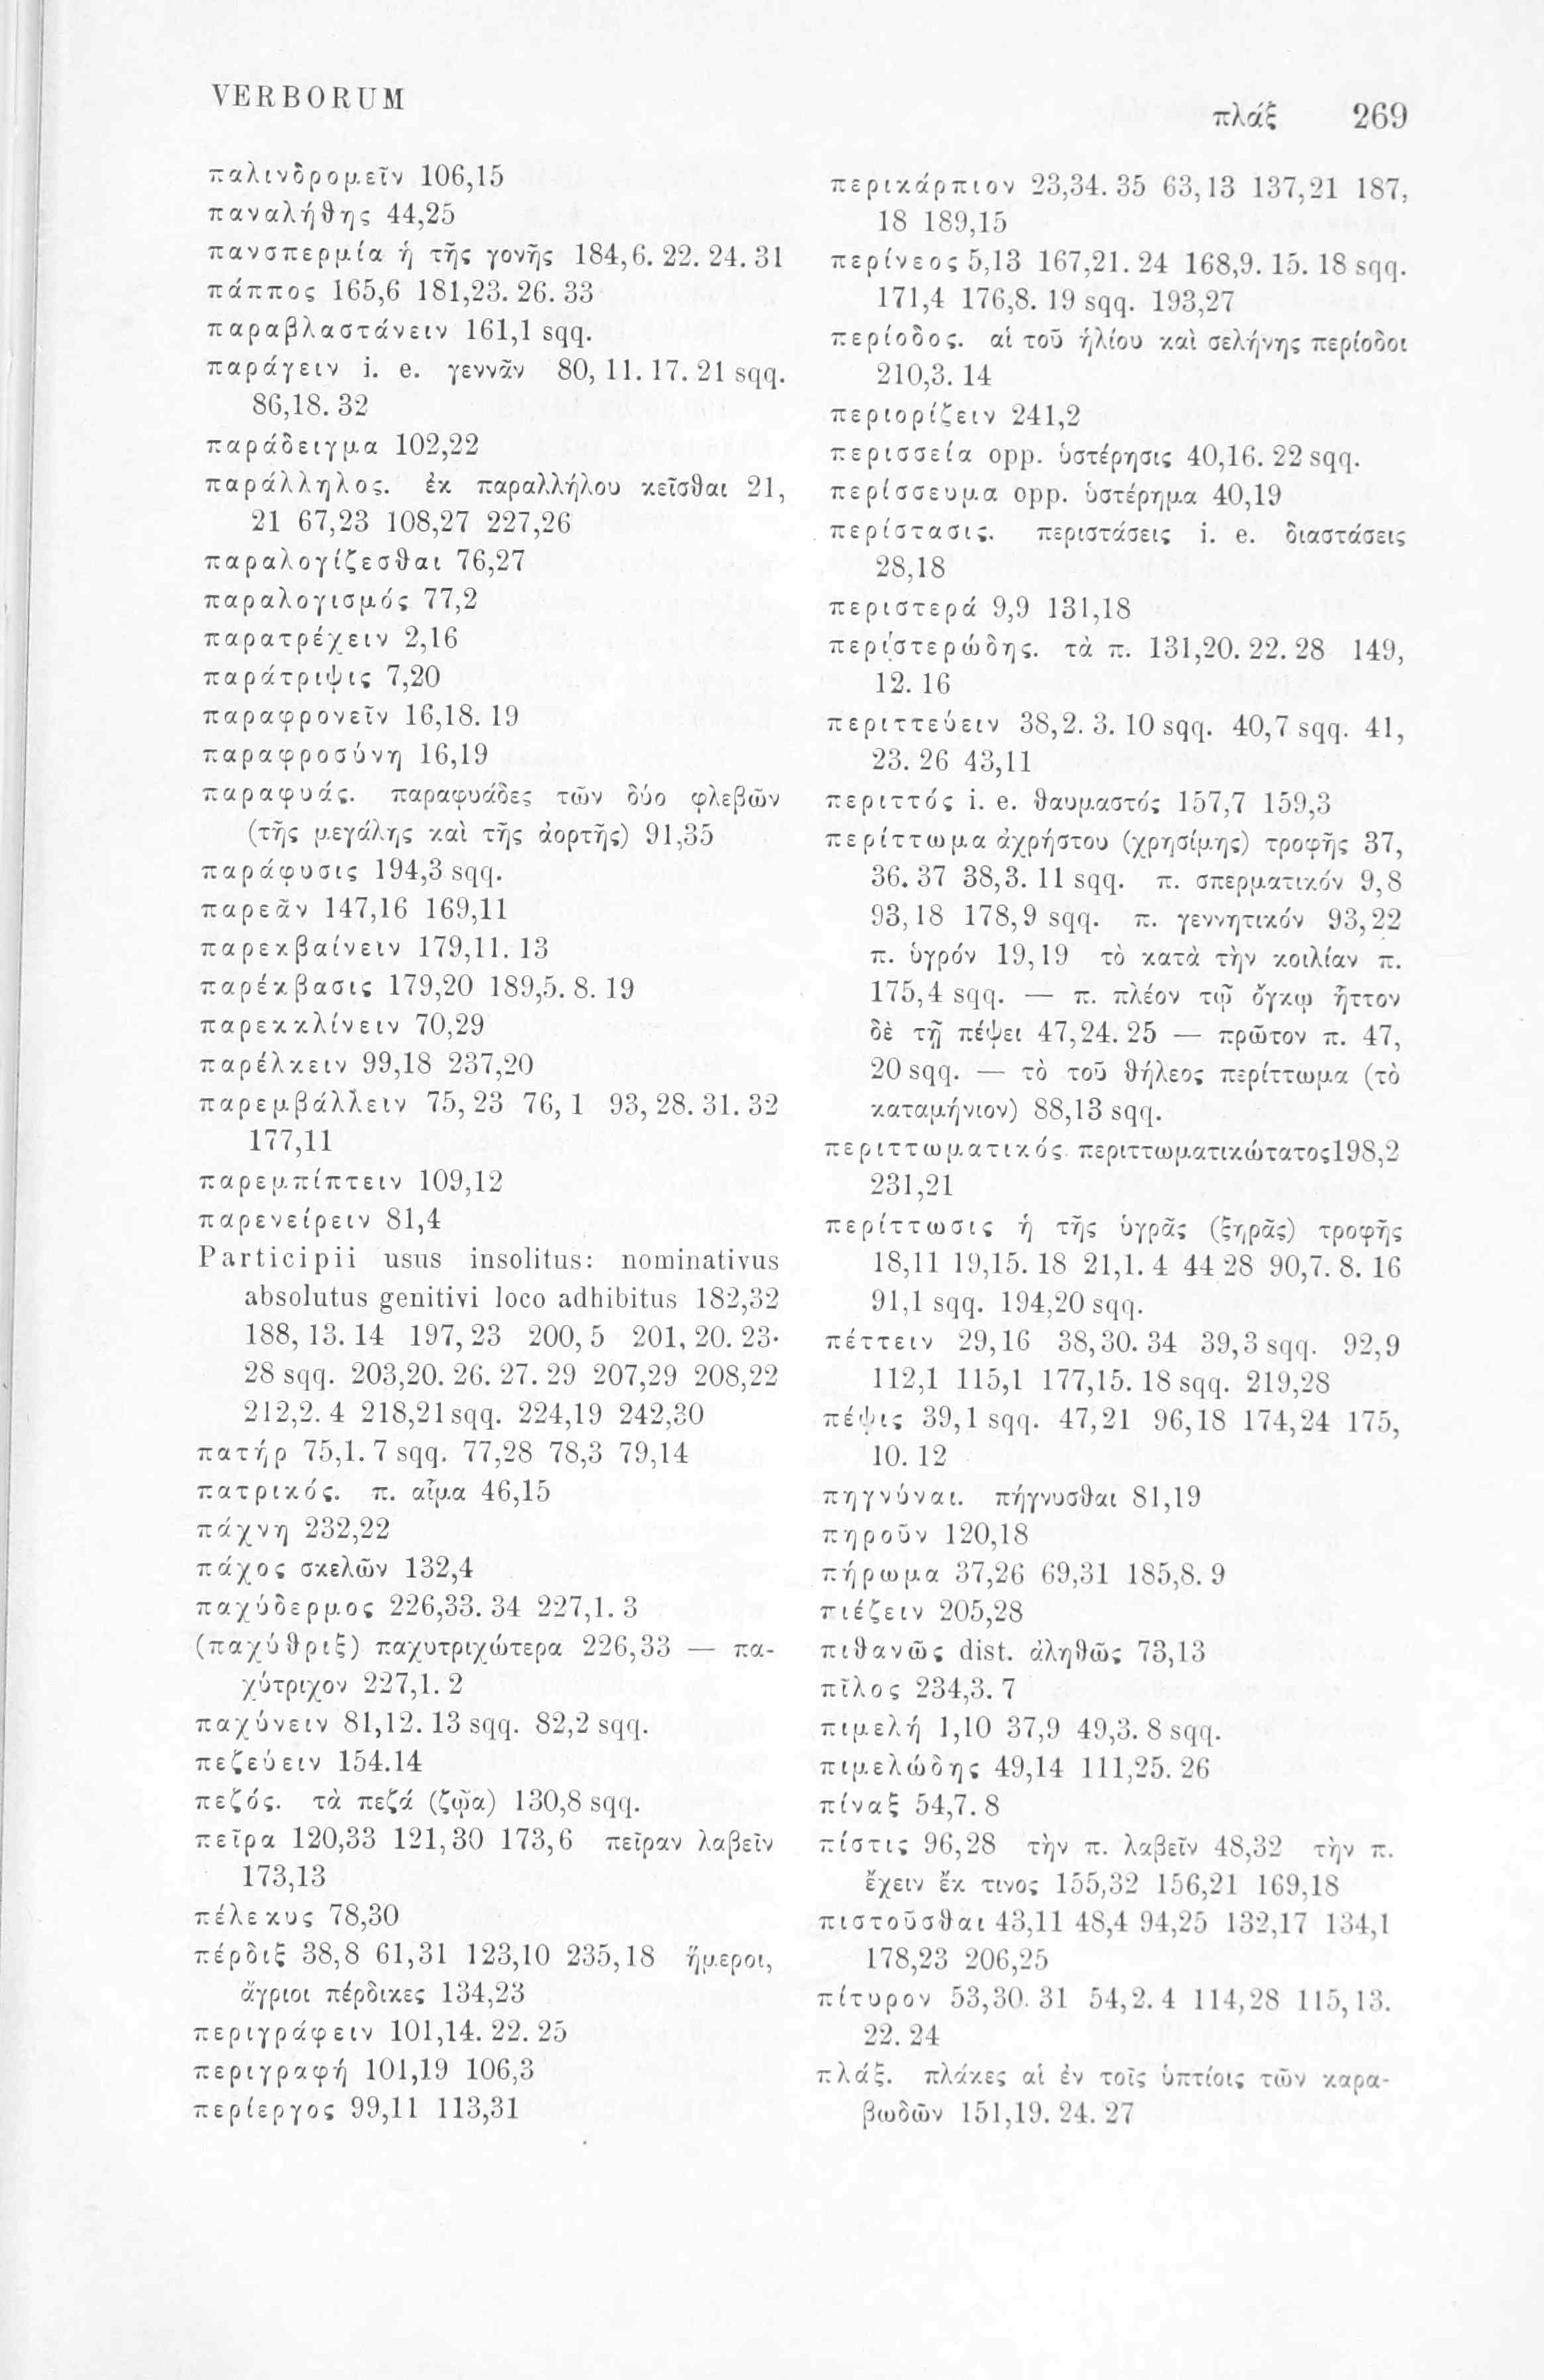 VERBORUM
πλάξ 269
παλινδρομεῖν 106,15
παναλήθης 44,25
πανσπερμία ἡ τῆς γονῆς 184,6. 22. 24. 31
πάππος 165,6 181,23. 26. 33
παραβλαστάνειν 161,1 sqq.
παράγειν i. e. γεννᾶν 80, 11. 17. 21 sqq.
86,18. 32
παράδειγμα 102,22
παράλληλος. ἐκ παραλλήλου κεῖσθαι 21,
21 67,23 108,27 227,26
παραλογίζεσθαι 76,27
παραλογισμός 77,2
παρατρέχειν 2,16
παράτριψις 7,20
παραφρονεῖν 16,18. 19
παραφροσύνη 16,19
παραφυάς. παραφυάδες τῶν δύο φλεβῶν
(τῆς μεγάλης καὶ τῆς ἀορτῆς) 91,35
παράφυσις 194,3 sqq.
παρεᾶν 147,16 169,11
παρεκβαίνειν 179,11. 13
παρέκβασις 179,20 189,5. 8. 19
παρεκκλίνειν 70,29
παρέλκειν 99,18 237,20
παρεμβάλλειν 75, 23 76, 1 93, 28. 31. 32
177,11
παρεμπίπτειν 109,12
παρενείρειν 81,4
Participii usus insolitus: nominativus
absolutus genitivi loco adhibitus 182,32
188, 13. 14 197, 23 200, 5 201, 20. 23·
28 sqq. 203,20. 26. 27. 29 207,29 208,22
212,2. 4 218,21 sqq. 224,19 242,30
πατήρ 75,1. 7 sqq. 77,28 78,3 79,14
πατρικός. π. αἷμα 46,15
πάχνη 232,22
πάχος σκελῶν 132,4
παχύδερμος 226,33. 34 227,1. 3
(παχύθριξ) παχυτριχώτερα 226,33 — πα-
χύτριχον 227,1. 2
παχύνειν 81,12. 13 sqq. 82,2 sqq.
πεζεύειν 154.14
πεζός. τὰ πεζά (ζῷα) 130,8 sqq.
πεῖρα 120,33 121,30 173,6 πεῖραν λαβεῖν
173,13
πέλεκυς 78,30
πέρδιξ 38,8 61,31 123,10 235,18 ἥμεροι,
ἄγριοι πέρδικες 134,23
περιγράφειν 101,14. 22. 25
περιγραφή 101,19 106,3
περίεργος 99,11 113,31
περικάρπιον 23,34. 35 63,13 137,21 187,
18 189,15
περίνεος 5,13 167,21. 24 168,9. 15. 18 sqq.
171,4 176,8. 19 sqq. 193,27
περίοδος. αἱ τοῦ ἡλίου καὶ σελήνης περίοδοι
210,3. 14
περιορίζειν 241,2
περισσεία opp. ὑστέρησις 40,16. 22 sqq.
περίσσευμα opp. ὑστέρημα 40,19
περίστασις. περιστάσεις i. e. διαστάσεις
28,18
περιστερά 9,9 131,18
περιστερώδης. τὰ π. 131,20. 22. 28 149,
12. 16
περιττεύειν 38,2. 3. 10 sqq. 40,7 sqq. 41,
23. 26 43,11
περιττός i. e. θαυμαστός 157,7 159,3
περίττωμα ἀχρήστου (χρησίμης) τροφῆς 37,
36. 37 38,3. 11 sqq. π. σπερματικόν 9,8
93,18 178,9 sqq. π. γεννητικόν 93,22
π. ὑγρόν 19,19 τὸ κατὰ τὴν κοιλίαν π.
175,4 sqq. — π. πλέον τῷ ὄγκῳ ἧττον
δὲ τῇ πέψει 47,24. 25 — πρῶτον π. 47,
20 sqq. — τὸ τοῦ θήλεος περίττωμα (τὸ
καταμήνιον) 88,13 sqq.
περιττωματικός. περιττωματικώτατος198,2
231,21
περίττωσις ἡ τῆς ὑγρᾶς (ξηρᾶς) τροφῆς
18,11 19,15. 18 21,1. 4 44 28 90,7. 8. 16
91,1 sqq. 194,20 sqq.
πέττειν 29,16 38,30. 34 39,3 sqq. 92,9
112,1 115,1 177,15. 18 sqq. 219,28
πέψις 39,1 sqq. 47,21 96,18 174,24 175,
10. 12
πηγνύναι. πήγνυσθαι 81,19
πηροῦν 120,18
πήρωμα 37,26 69,31 185,8. 9
πιέζειν 205,28
πιθανῶς dist. ἀληθῶς 73,13
πῖλος 234,3. 7
πιμελή 1,10 37,9 49,3. 8 sqq.
πιμελώδης 49,14 111,25. 26
πίναξ 54,7. 8
πίστις 96,28 τὴν π. λαβεῖν 48,32 τὴν π.
ἔχειν ἔκ τινος 155,32 156,21 169,18
πιστοῦσθαι 43,11 48,4 94,25 132,17 134,1
178,23 206,25
πίτυρον 53,30. 31 54,2. 4 114,28 115,13.
22. 24
πλάξ. πλάκες αἱ ἐν τοῖς ὑπτίοις τῶν καρα-
βωδῶν 151,19. 24. 27